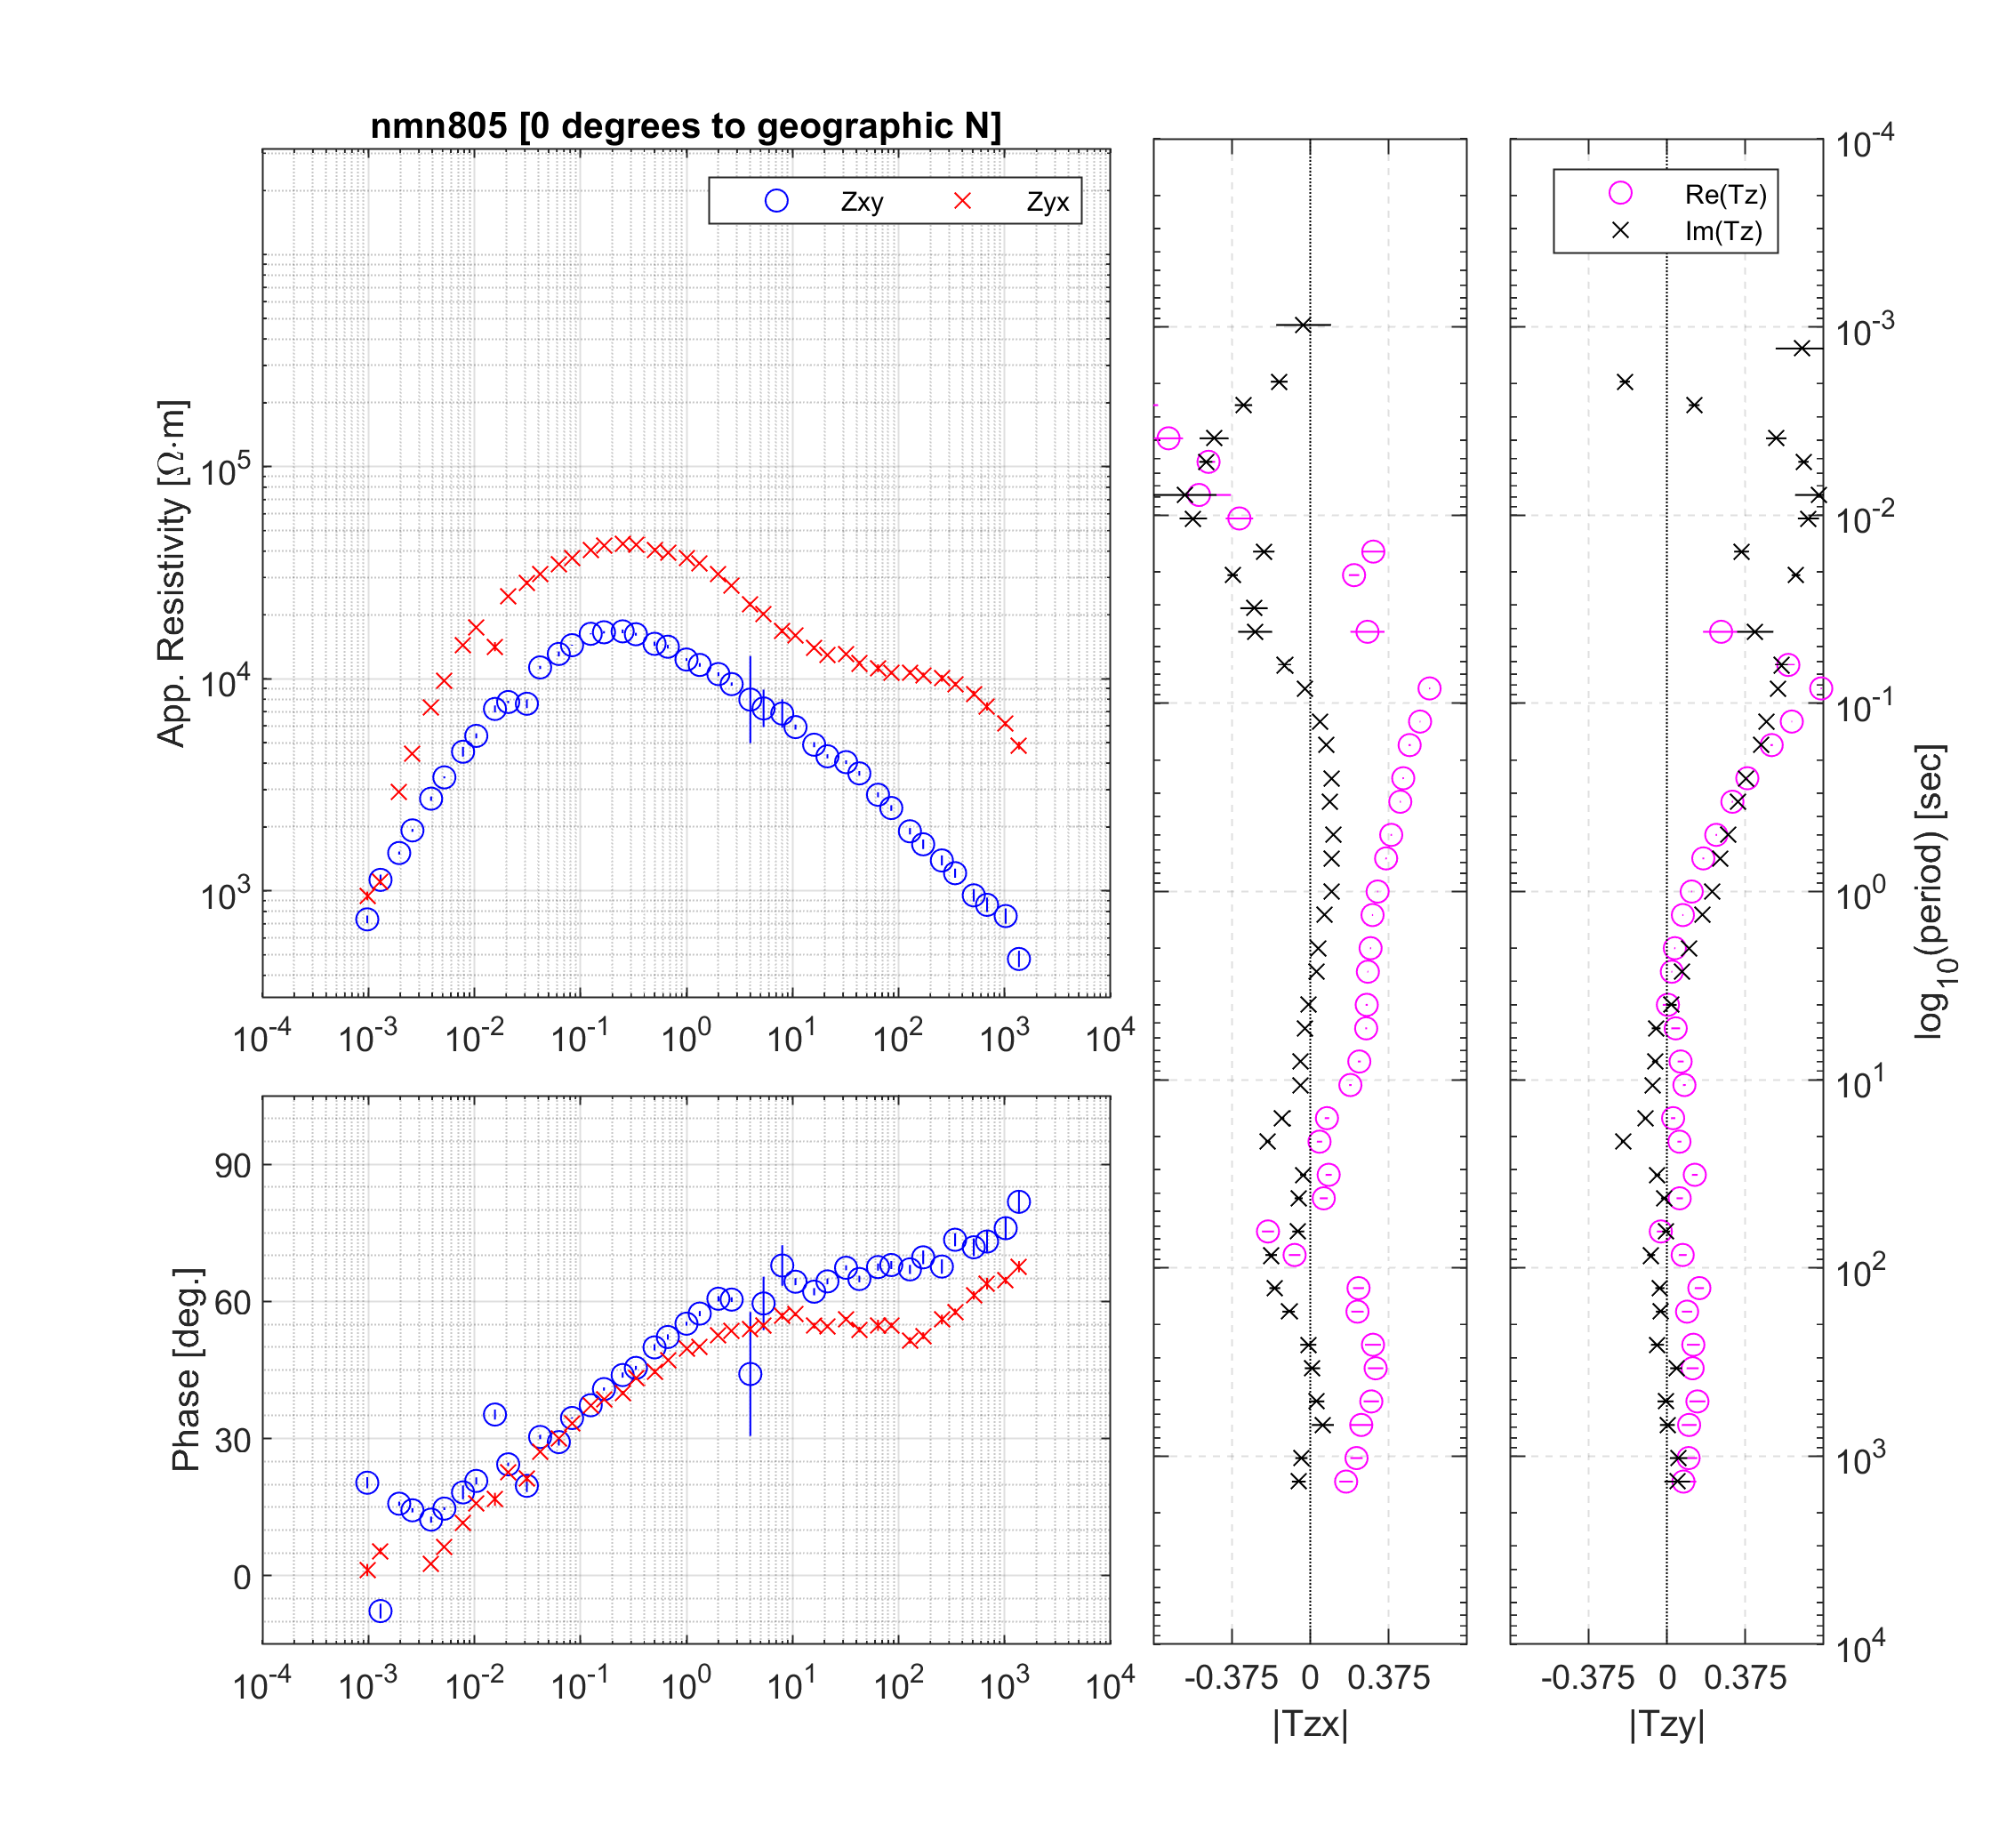 nmn805 [0 degrees to geographic N]
Zxy Zyx
App. Resistivity [Ω·m]
10^5
10^4
10^3
10^-4 10^-3 10^-2 10^-1 10^0 10^1 10^2 10^3 10^4
Phase [deg.]
90
60
30
0
10^-4 10^-3 10^-2 10^-1 10^0 10^1 10^2 10^3 10^4
-0.375 0 0.375
|Tzx|
Re(Tz)
Im(Tz)
-0.375 0 0.375
|Tzy|
10^-4
10^-3
10^-2
10^-1
10^0
10^1
10^2
10^3
10^4
log10(period) [sec]